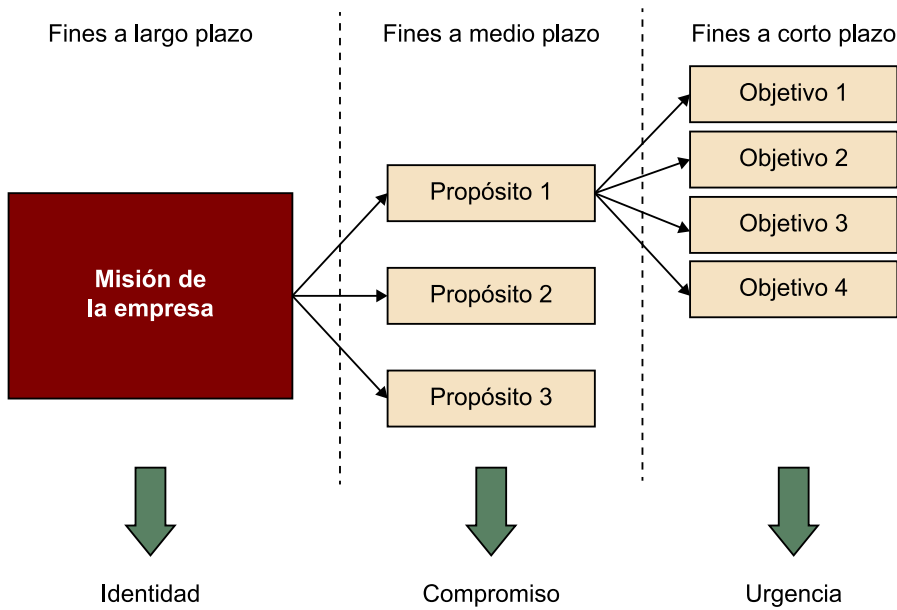 Fines a largo plazo
Fines a medio plazo
Fines a corto plazo
Misión de
la empresa
Propósito 1
Propósito 2
Propósito 3
Objetivo 1
Objetivo 2
Objetivo 3
Objetivo 4
Identidad
Compromiso
Urgencia